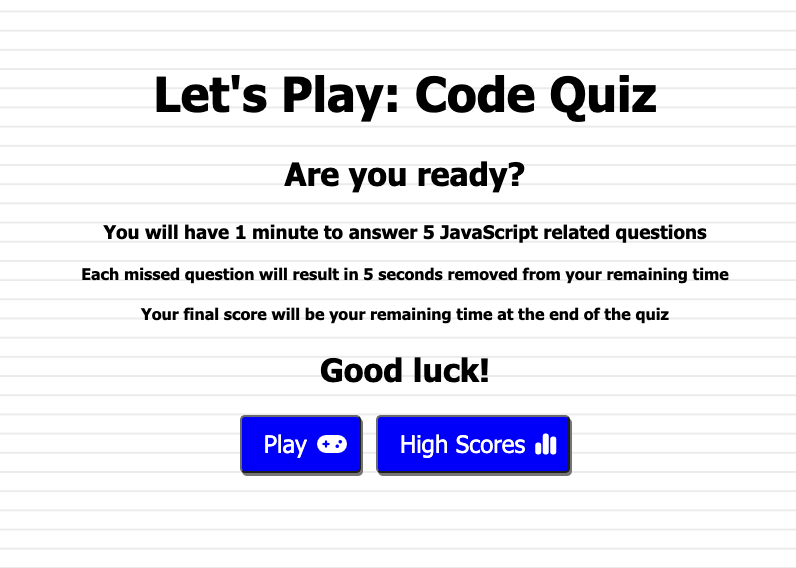 Let's Play: Code Quiz
Are you ready?
You will have 1 minute to answer 5 JavaScript related questions
Each missed question will result in 5 seconds removed from your remaining time
Your final score will be your remaining time at the end of the quiz
Good luck!
Play
High Scores